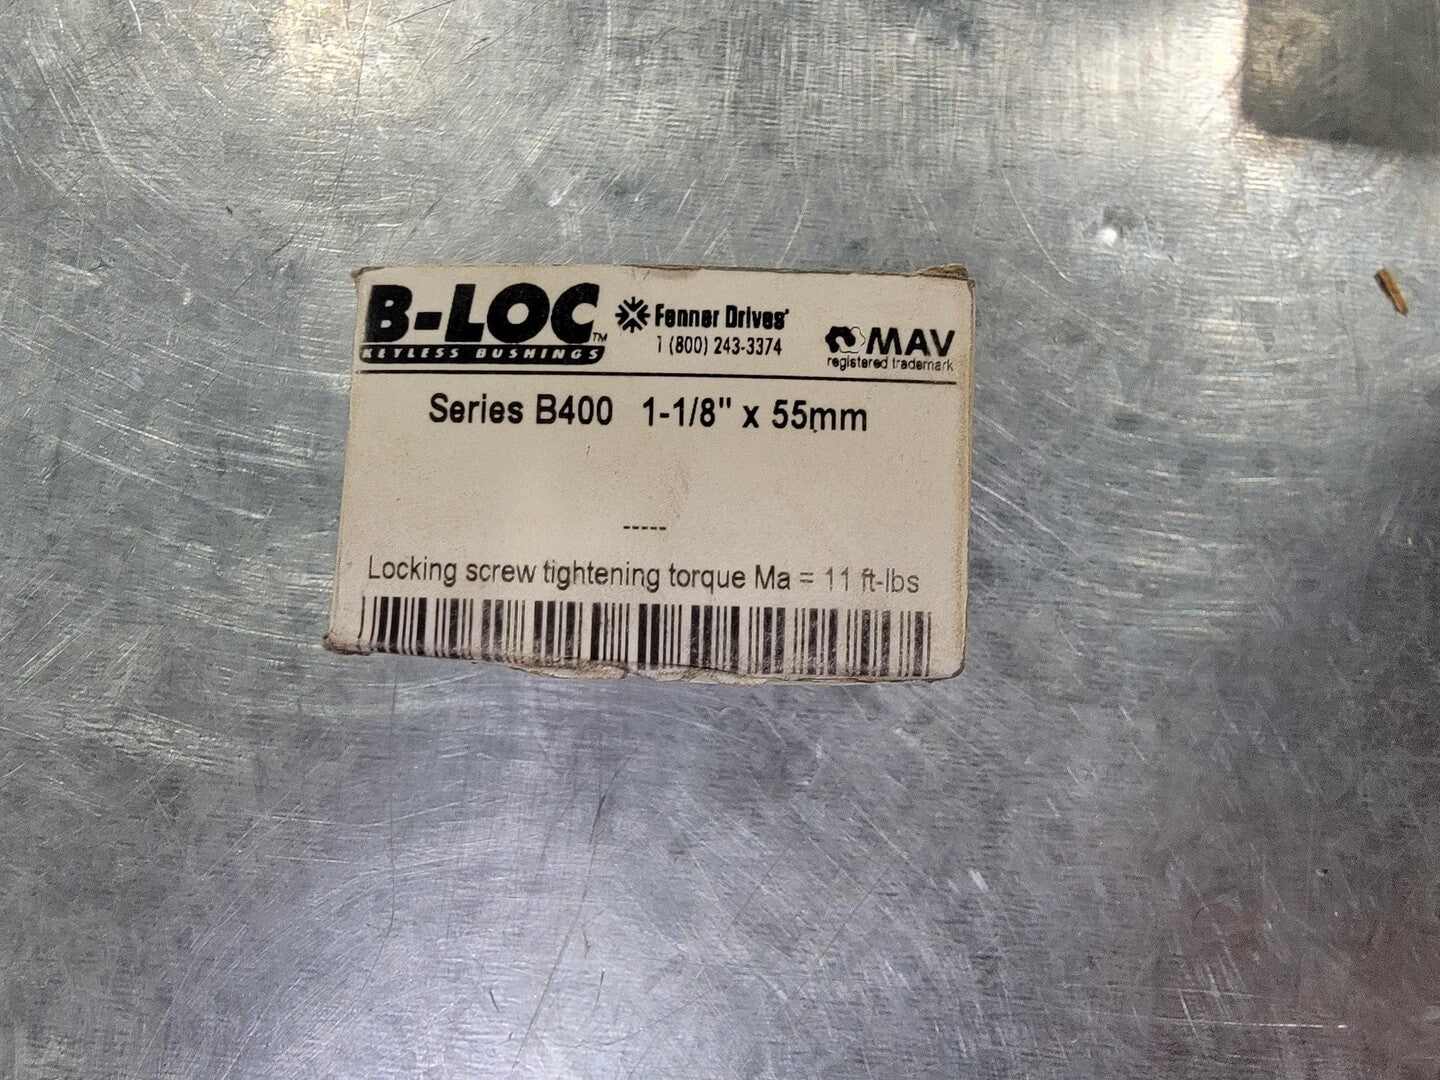 B-LOC™
KEYLESS BUSHINGS
Fenner Drives
1 (800) 243-3374
MAV
registered trademark
Series B400 1-1/8" x 55mm
-----
Locking screw tightening torque Ma = 11 ft-lbs